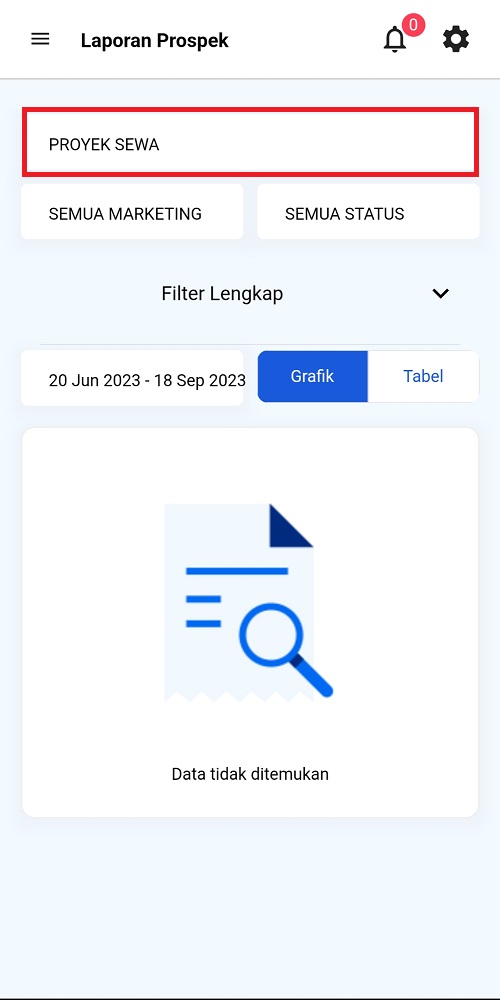 Laporan Prospek
0
PROYEK SEWA
SEMUA MARKETING
SEMUA STATUS
Filter Lengkap
20 Jun 2023 - 18 Sep 2023
Grafik
Tabel
Data tidak ditemukan